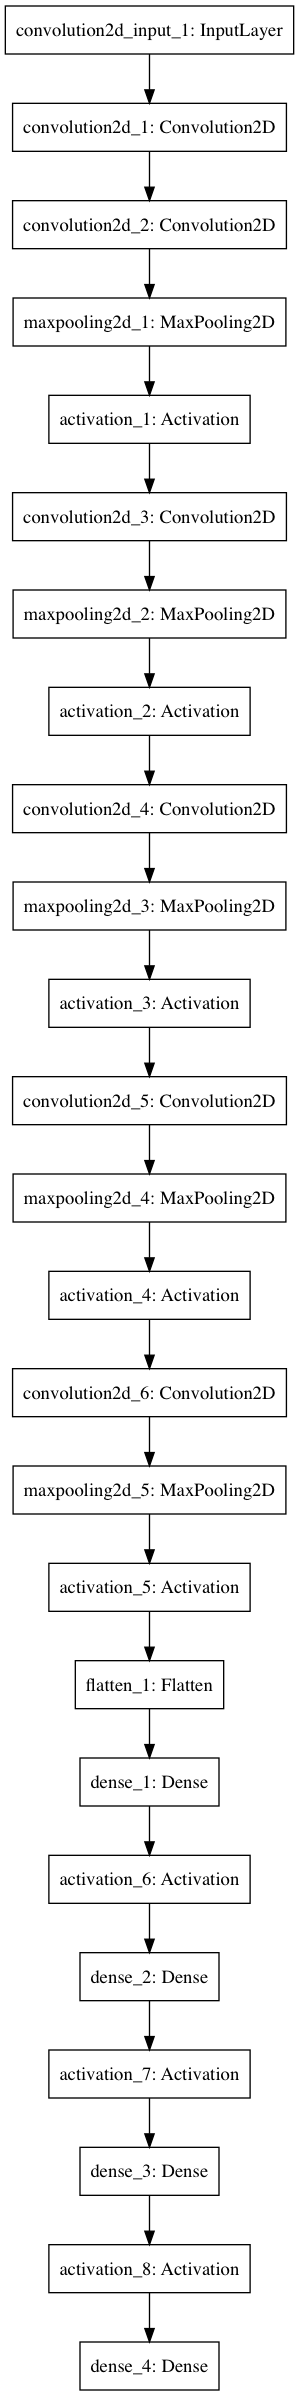 convolution2d_input_1: InputLayer
convolution2d_1: Convolution2D
convolution2d_2: Convolution2D
maxpooling2d_1: MaxPooling2D
activation_1: Activation
convolution2d_3: Convolution2D
maxpooling2d_2: MaxPooling2D
activation_2: Activation
convolution2d_4: Convolution2D
maxpooling2d_3: MaxPooling2D
activation_3: Activation
convolution2d_5: Convolution2D
maxpooling2d_4: MaxPooling2D
activation_4: Activation
convolution2d_6: Convolution2D
maxpooling2d_5: MaxPooling2D
activation_5: Activation
flatten_1: Flatten
dense_1: Dense
activation_6: Activation
dense_2: Dense
activation_7: Activation
dense_3: Dense
activation_8: Activation
dense_4: Dense